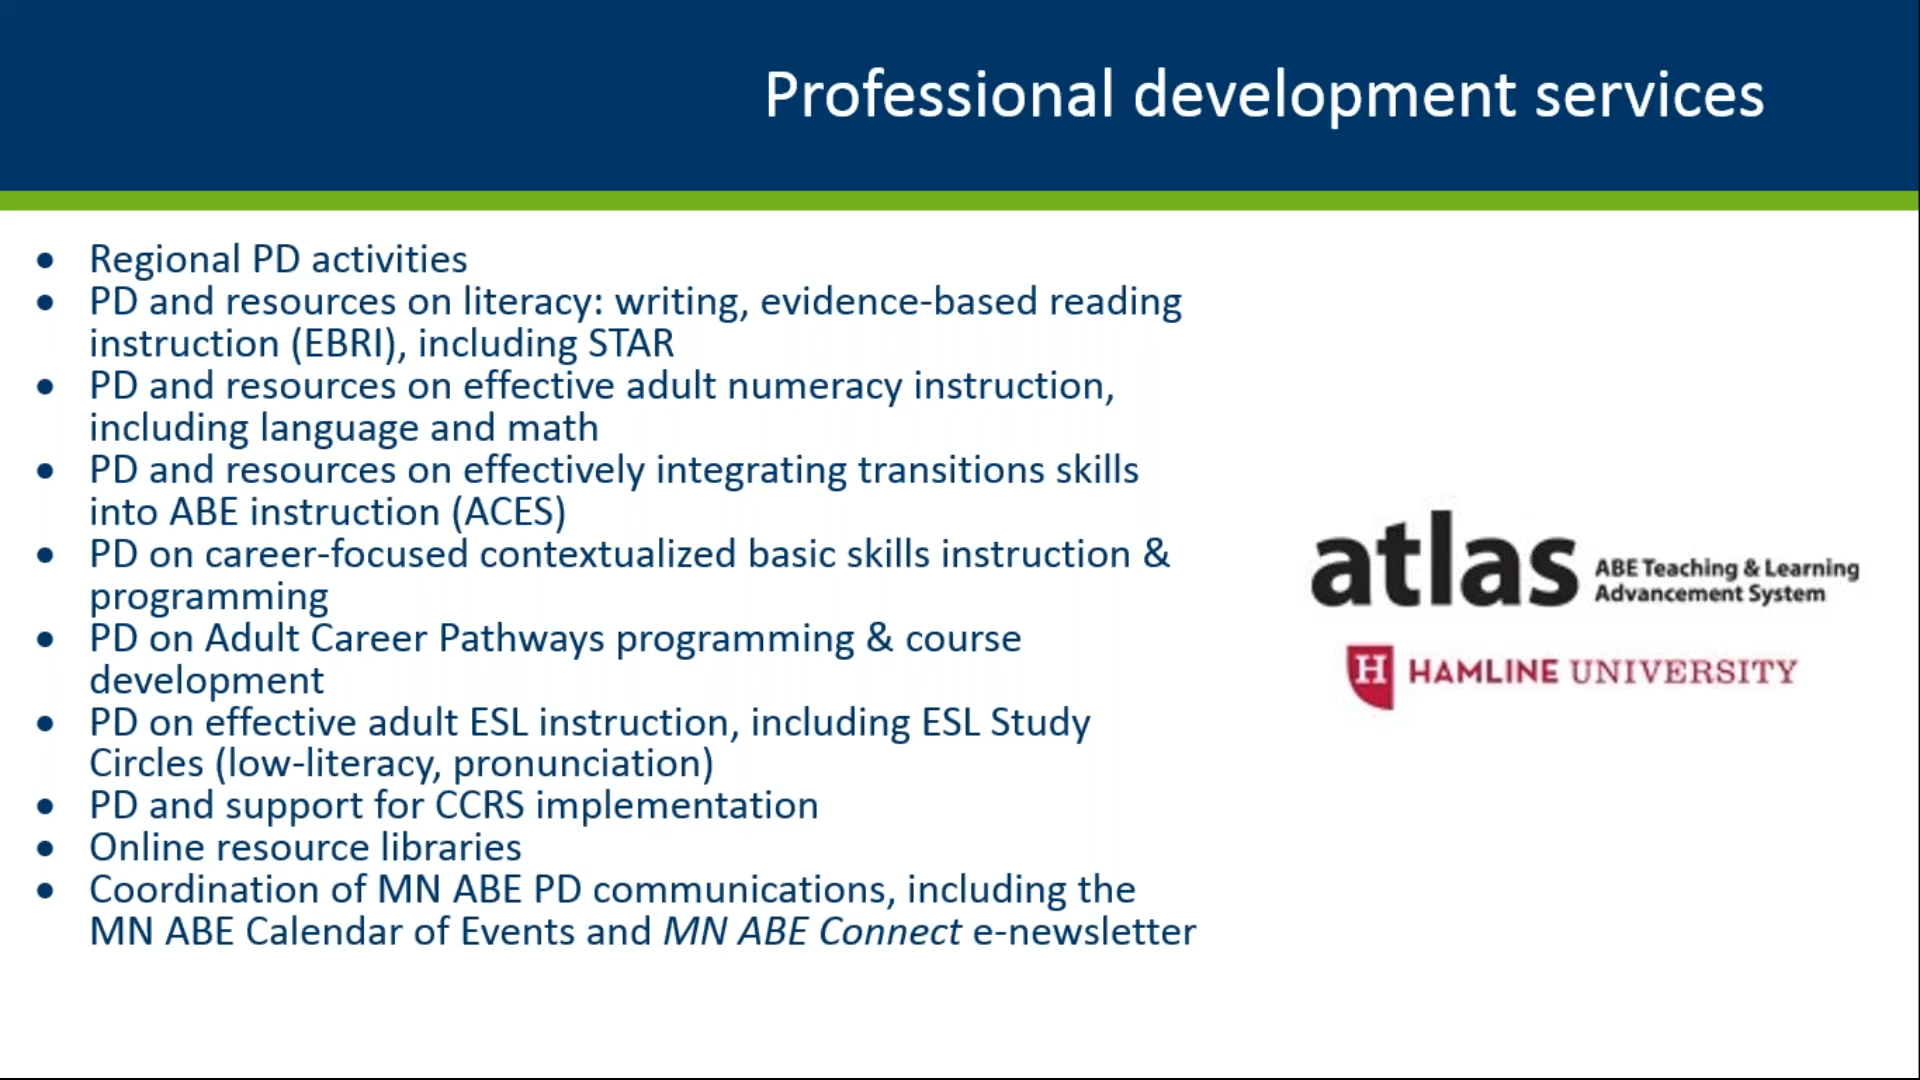 Professional development services
• Regional PD activities
• PD and resources on literacy: writing, evidence-based reading
instruction (EBRI), including STAR
• PD and resources on effective adult numeracy instruction,
including language and math
• PD and resources on effectively integrating transitions skills
into ABE instruction (ACES)
• PD on career-focused contextualized basic skills instruction &
programming
• PD on Adult Career Pathways programming & course
development
• PD on effective adult ESL instruction, including ESL Study
Circles (low-literacy, pronunciation)
• PD and support for CCRS implementation
• Online resource libraries
• Coordination of MN ABE PD communications, including the
MN ABE Calendar of Events and MN ABE Connect e-newsletter
atlas
ABE Teaching & Learning
Advancement System
H HAMLINE UNIVERSITY